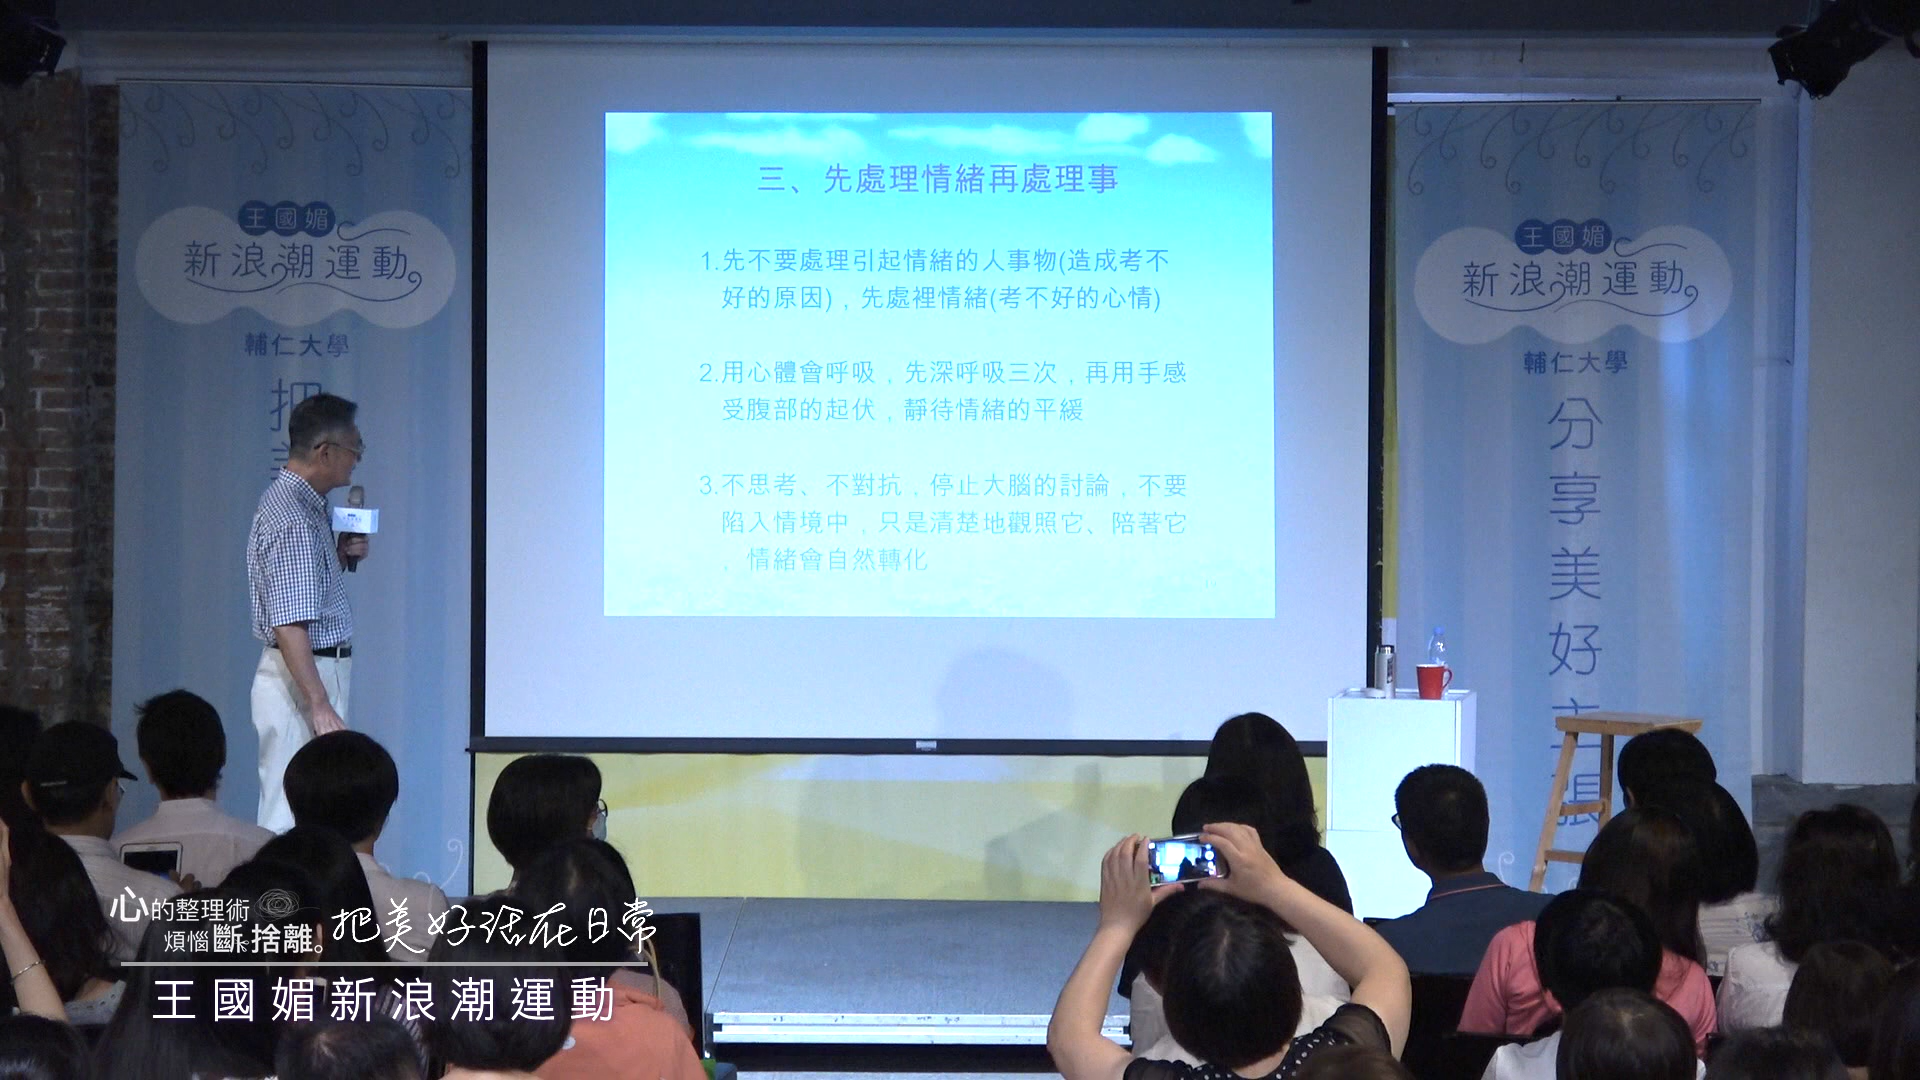 王國媚
新浪潮運動
輔仁大學
把
三、先處理情緒再處理事
1.先不要處理引起情緒的人事物(造成考不
好的原因)，先處裡情緒(考不好的心情)
2.用心體會呼吸，先深呼吸三次，再用手感
受腹部的起伏，靜待情緒的平緩
3.不思考、不對抗，停止大腦的討論，不要
陷入情境中，只是清楚地觀照它、陪著它
，情緒會自然轉化
王國媚
新浪潮運動
輔仁大學
分享美好主張
心的整理術
煩惱斷捨離。
把美好活在日常
王國媚新浪潮運動